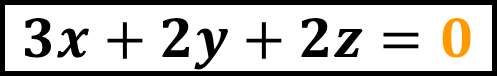 3x + 2y + 2z = 0